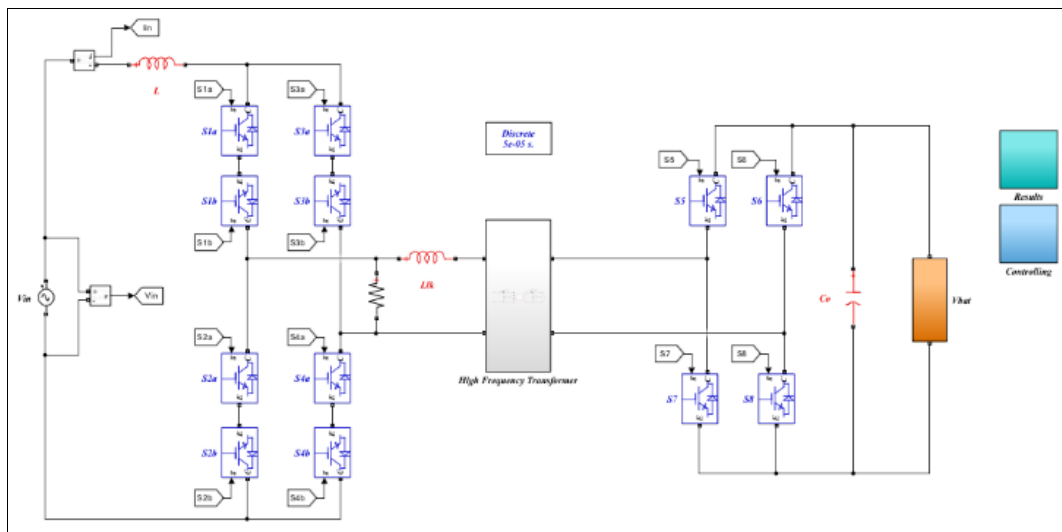 Iin
L
S1a
S3a
S1a
S3a
S1b
S3b
S1b
S3b
Discrete
5e-05 s.
S5
S6
S5
S6
Results
Controlling
Vin
Vin
Llk
High Frequency Transformer
Co
Vbat
S2a
S4a
S2a
S4a
S7
S8
S7
S8
S2b
S4b
S2b
S4b